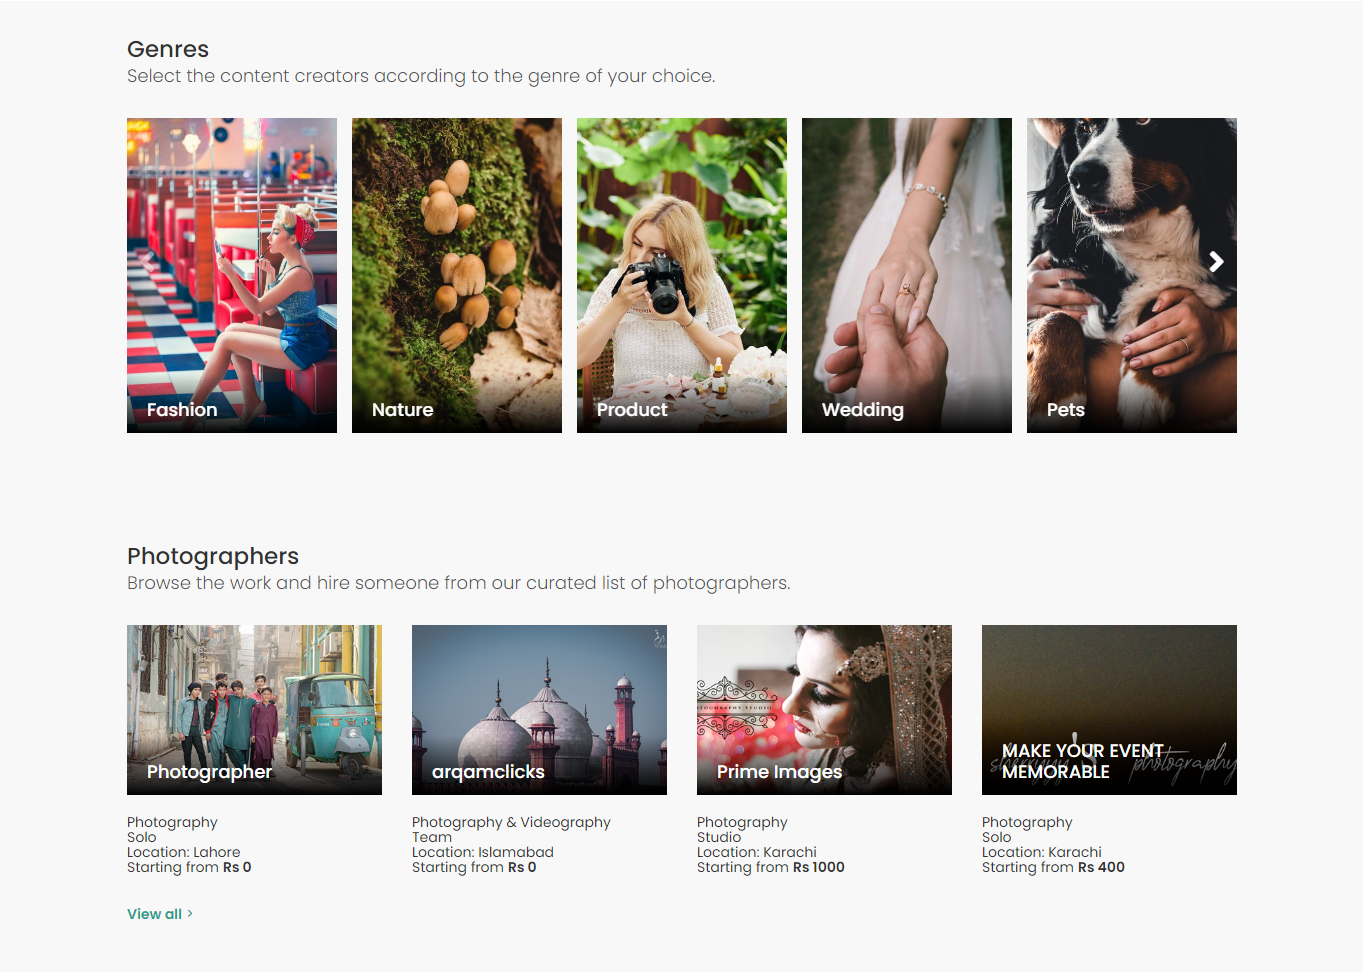 Genres
Select the content creators according to the genre of your choice.
Fashion
Nature
Product
Wedding
Pets
Photographers
Browse the work and hire someone from our curated list of photographers.
Photographer
arqamclicks
TOGRAPHY STUDIO
Prime Images
MAKE YOUR EVENT
MEMORABLE
photography
Photography
Solo
Location: Lahore
Starting from Rs 0
Photography & Videography
Team
Location: Islamabad
Starting from Rs 0
Photography
Studio
Location: Karachi
Starting from Rs 1000
Photography
Solo
Location: Karachi
Starting from Rs 400
View all >